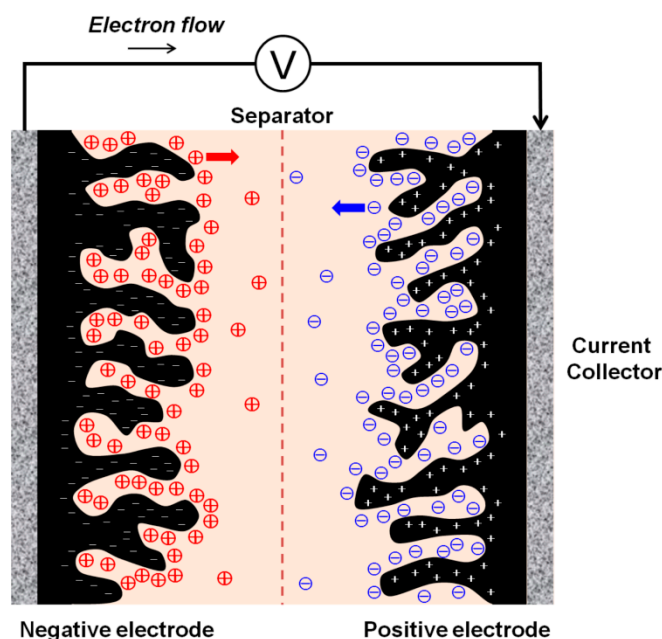 Electron flow
V
Separator
Current
Collector
Negative electrode
Positive electrode